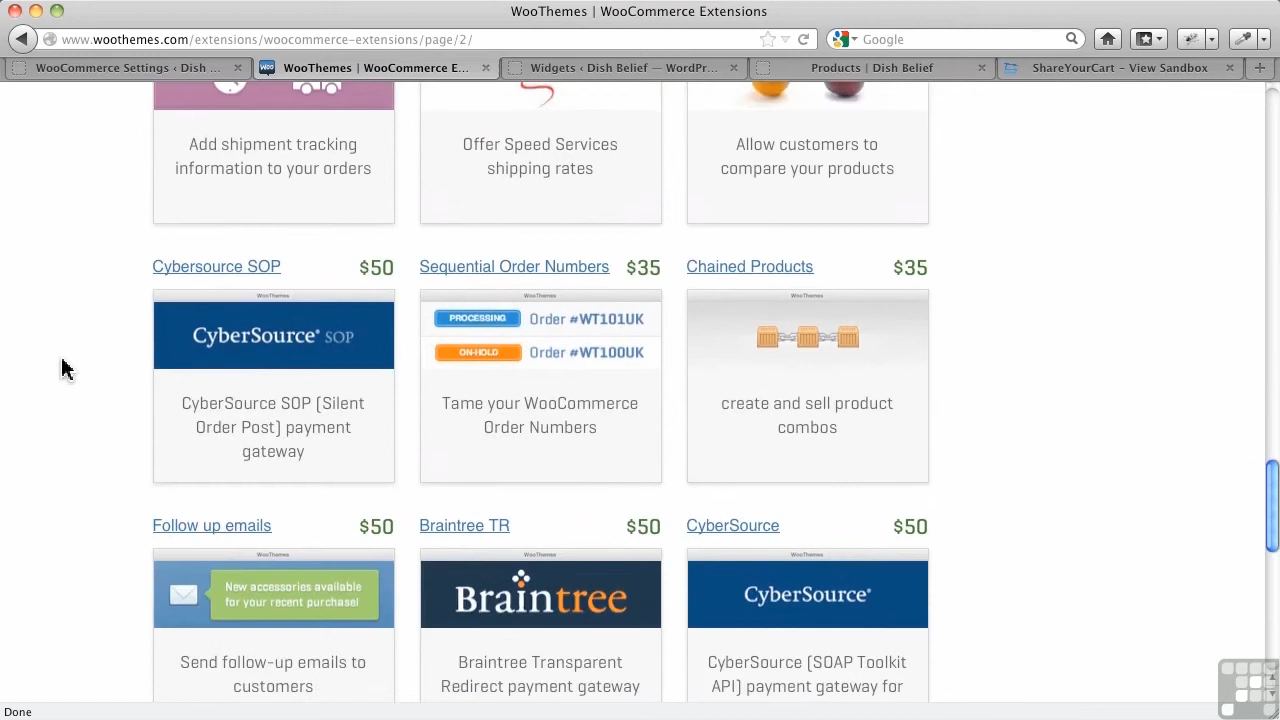 WooThemes | WooCommerce Extensions
www.woothemes.com/extensions/woocommerce-extensions/page/2/
Google
WooCommerce Settings ‹ Dish ...
WooThemes | WooCommerce E...
Widgets ‹ Dish Belief — WordPr...
Products | Dish Belief
ShareYourCart - View Sandbox
Add shipment tracking
information to your orders
Offer Speed Services
shipping rates
Allow customers to
compare your products
Cybersource SOP $50
WooThemes
CyberSource® SOP
CyberSource SOP (Silent
Order Post) payment
gateway
Sequential Order Numbers $35
WooThemes
PROCESSING Order #WT101UK
ON-HOLD Order #WT100UK
Tame your WooCommerce
Order Numbers
Chained Products $35
WooThemes
create and sell product
combos
Follow up emails $50
WooThemes
New accessories available
for your recent purchase!
Send follow-up emails to
customers
Braintree TR $50
WooThemes
Braintree
Braintree Transparent
Redirect payment gateway
CyberSource $50
WooThemes
CyberSource®
CyberSource (SOAP Toolkit
API) payment gateway for
Done